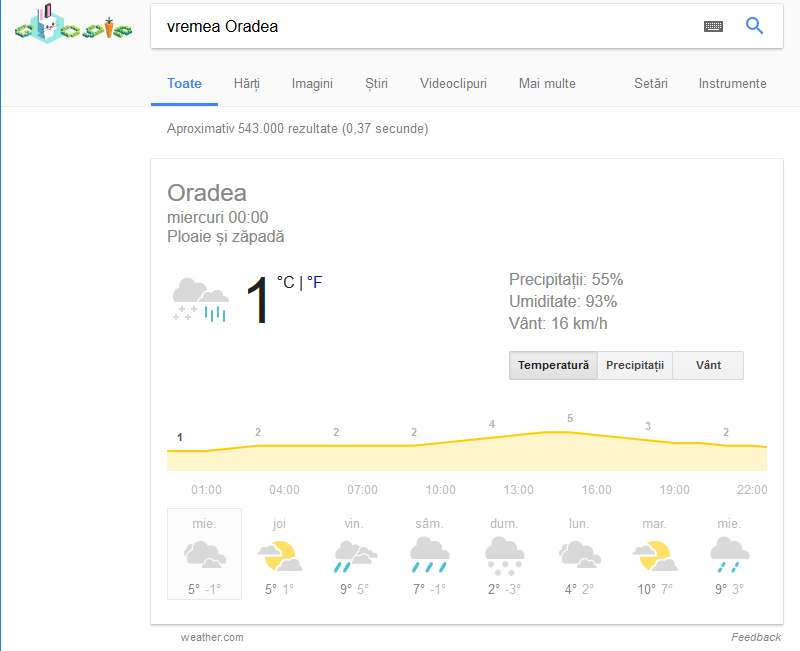 vremea Oradea
Toate Hărți Imagini Știri Videoclipuri Mai multe Setări Instrumente
Aproximativ 543.000 rezultate (0,37 secunde)
Oradea
miercuri 00:00
Ploaie și zăpadă
1 °C | °F
Precipitații: 55%
Umiditate: 93%
Vânt: 16 km/h
Temperatură Precipitații Vânt
1 2 2 2 4 5 3 2
01:00 04:00 07:00 10:00 13:00 16:00 19:00 22:00
mie. joi vin. sâm. dum. lun. mar. mie.
5° -1° 5° 1° 9° 5° 7° -1° 2° -3° 4° 2° 10° 7° 9° 3°
weather.com Feedback